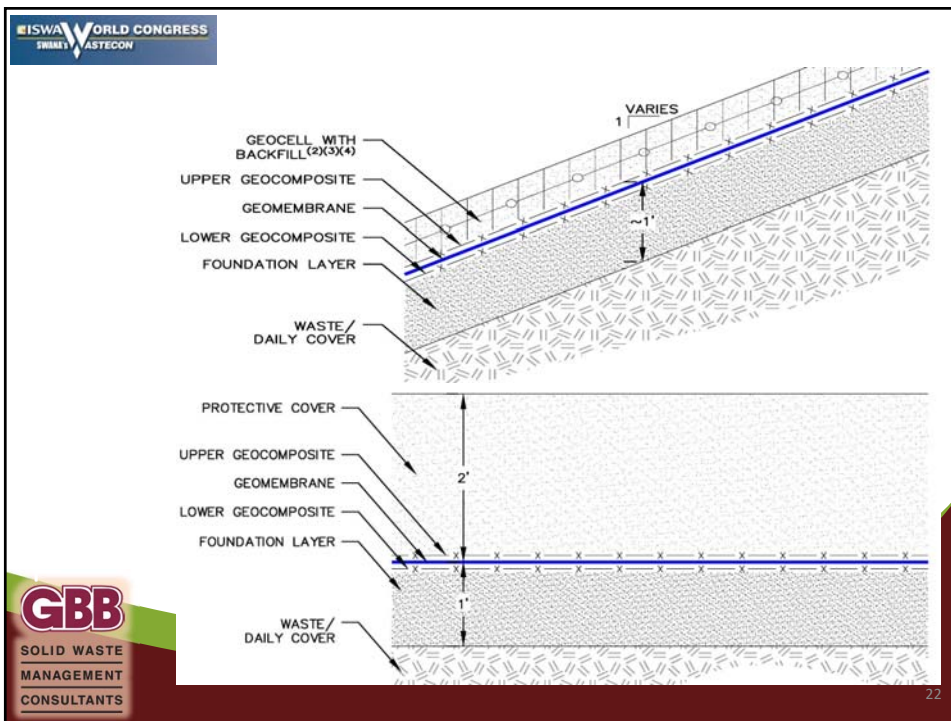 ISWA WORLD CONGRESS
SWANA's WASTECON
VARIES
1
GEOCELL WITH
BACKFILL(2)(3)(4)
UPPER GEOCOMPOSITE
GEOMEMBRANE
LOWER GEOCOMPOSITE
FOUNDATION LAYER
~1'
WASTE/
DAILY COVER
PROTECTIVE COVER
UPPER GEOCOMPOSITE
2'
GEOMEMBRANE
LOWER GEOCOMPOSITE
FOUNDATION LAYER
1'
WASTE/
DAILY COVER
GBB
SOLID WASTE
MANAGEMENT
CONSULTANTS
22